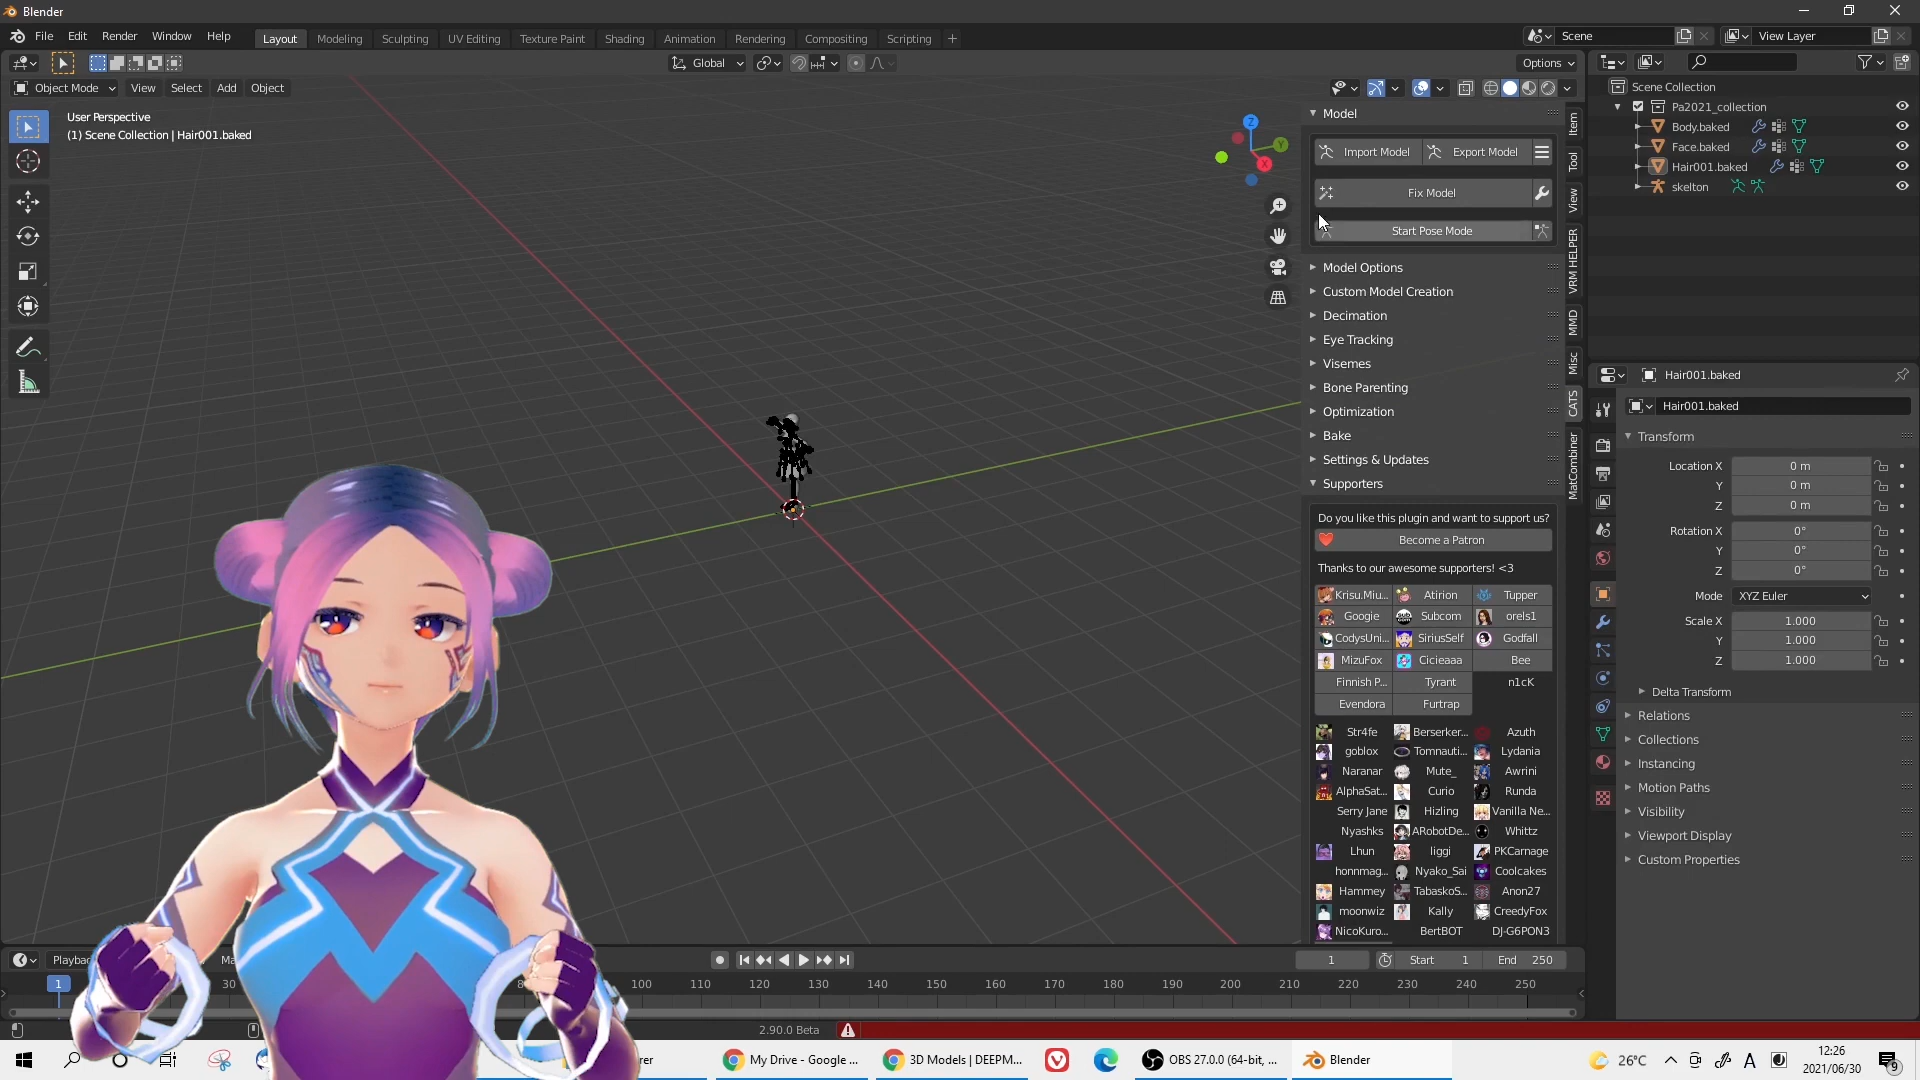 Blender
File Edit Render Window Help
Layout Modeling Sculpting UV Editing Texture Paint Shading Animation Rendering Compositing Scripting +
Scene
View Layer
Global
Options
Object Mode View Select Add Object
User Perspective
(1) Scene Collection | Hair001.baked
Z
Y
X
Model
Import Model
Export Model
Fix Model
Start Pose Mode
Model Options
Custom Model Creation
Decimation
Eye Tracking
Visemes
Bone Parenting
Optimization
Bake
Settings & Updates
Supporters
Do you like this plugin and want to support us?
Become a Patron
Thanks to our awesome supporters! <3
Krisu.Miu... Atirion Tupper
Googie Subcom orels1
CodysUni... SiriusSelf Godfall
MizuFox Cicieaaa Bee
Finnish P... Tyrant n1cK
Evendora Furtrap
Str4fe Berserker... Azuth
goblox Tomnauti... Lydania
Naranar Mute_ Awrini
AlphaSat... Curio Runda
Serry Jane Hizling Vanilla Ne...
Nyashks ARobotDe... Whittz
Lhun liggi PKCarnage
honnmag... Nyako_Sai Coolcakes
Hammey TabaskoS... Anon27
moonwiz Kally CreedyFox
NicoKuro... BertBOT DJ-G6PON3
Item
Tool
View
VRM HELPER
MMD
Misc
CATS
MatCombiner
Scene Collection
Pa2021_collection
Body.baked
Face.baked
Hair001.baked
skelton
Hair001.baked
Hair001.baked
Transform
Location X 0 m
Y 0 m
Z 0 m
Rotation X 0°
Y 0°
Z 0°
Mode XYZ Euler
Scale X 1.000
Y 1.000
Z 1.000
Delta Transform
Relations
Collections
Instancing
Motion Paths
Visibility
Viewport Display
Custom Properties
1
Start 1
End 250
1 30 100 110 120 130 140 150 160 170 180 190 200 210 220 230 240 250
2.90.0 Beta
My Drive - Google ...
3D Models | DEEPM...
OBS 27.0.0 (64-bit, ...
Blender
26°C
A
12:26
2021/06/30
9